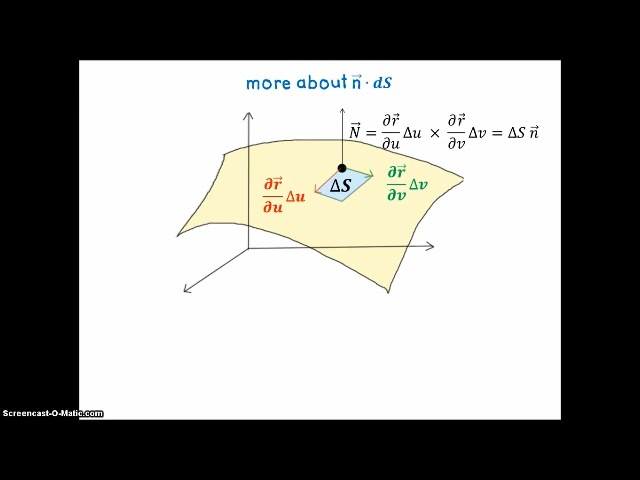 more about n⃗ · dS
N⃗ = ∂r⃗/∂u Δu × ∂r⃗/∂v Δv = ΔS n⃗
∂r⃗/∂u Δu
ΔS
∂r⃗/∂v Δv
Screencast-O-Matic.com